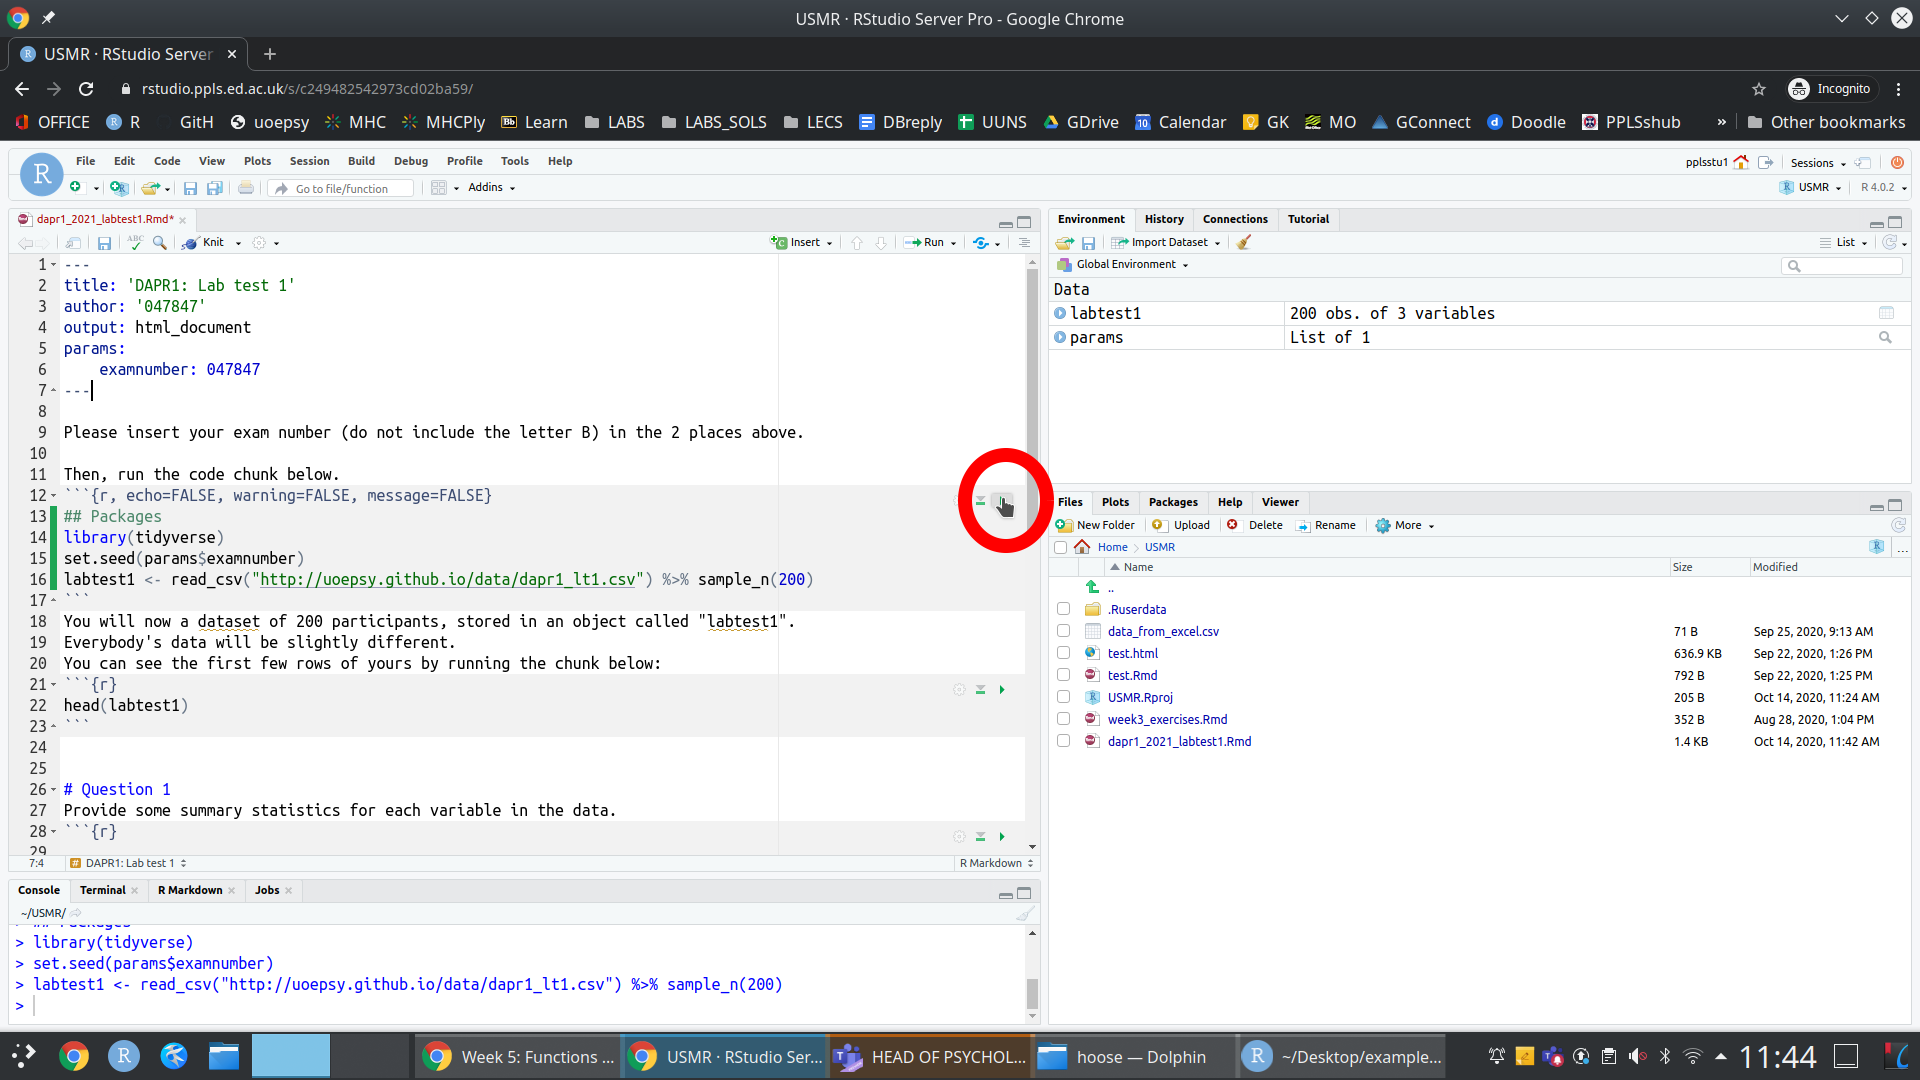 USMR · RStudio Server Pro - Google Chrome
USMR · RStudio Server
rstudio.ppls.ed.ac.uk/s/c249482542973cd02ba59/
Incognito
OFFICE R GitH uoepsy MHC MHCPly Learn LABS LABS_SOLS LECS DBreply UUNS GDrive Calendar GK MO GConnect Doodle PPLSshub » Other bookmarks
File Edit Code View Plots Session Build Debug Profile Tools Help
pplsstu1 Sessions
Go to file/function Addins
USMR R 4.0.2
dapr1_2021_labtest1.Rmd*
ABC Knit Insert Run
1 ---
2 title: 'DAPR1: Lab test 1'
3 author: '047847'
4 output: html_document
5 params:
6 examnumber: 047847
7 ---
8
9 Please insert your exam number (do not include the letter B) in the 2 places above.
10
11 Then, run the code chunk below.
12 ```{r, echo=FALSE, warning=FALSE, message=FALSE}
13 ## Packages
14 library(tidyverse)
15 set.seed(params$examnumber)
16 labtest1 <- read_csv("http://uoepsy.github.io/data/dapr1_lt1.csv") %>% sample_n(200)
17 ```
18 You will now a dataset of 200 participants, stored in an object called "labtest1".
19 Everybody's data will be slightly different.
20 You can see the first few rows of yours by running the chunk below:
21 ```{r}
22 head(labtest1)
23 ```
24
25
26 # Question 1
27 Provide some summary statistics for each variable in the data.
28 ```{r}
29
7:4 DAPR1: Lab test 1 R Markdown
Console Terminal R Markdown Jobs
~/USMR/
> ## Packages
> library(tidyverse)
> set.seed(params$examnumber)
> labtest1 <- read_csv("http://uoepsy.github.io/data/dapr1_lt1.csv") %>% sample_n(200)
>
Environment History Connections Tutorial
Import Dataset List
Global Environment
Data
labtest1 200 obs. of 3 variables
params List of 1
Files Plots Packages Help Viewer
New Folder Upload Delete Rename More
Home USMR ...
Name Size Modified
..
.Ruserdata
data_from_excel.csv 71 B Sep 25, 2020, 9:13 AM
test.html 636.9 KB Sep 22, 2020, 1:26 PM
test.Rmd 792 B Sep 22, 2020, 1:25 PM
USMR.Rproj 205 B Oct 14, 2020, 11:24 AM
week3_exercises.Rmd 352 B Aug 28, 2020, 1:04 PM
dapr1_2021_labtest1.Rmd 1.4 KB Oct 14, 2020, 11:42 AM
Week 5: Functions ... USMR · RStudio Ser... HEAD OF PSYCHOL... hoose — Dolphin ~/Desktop/example... 11:44